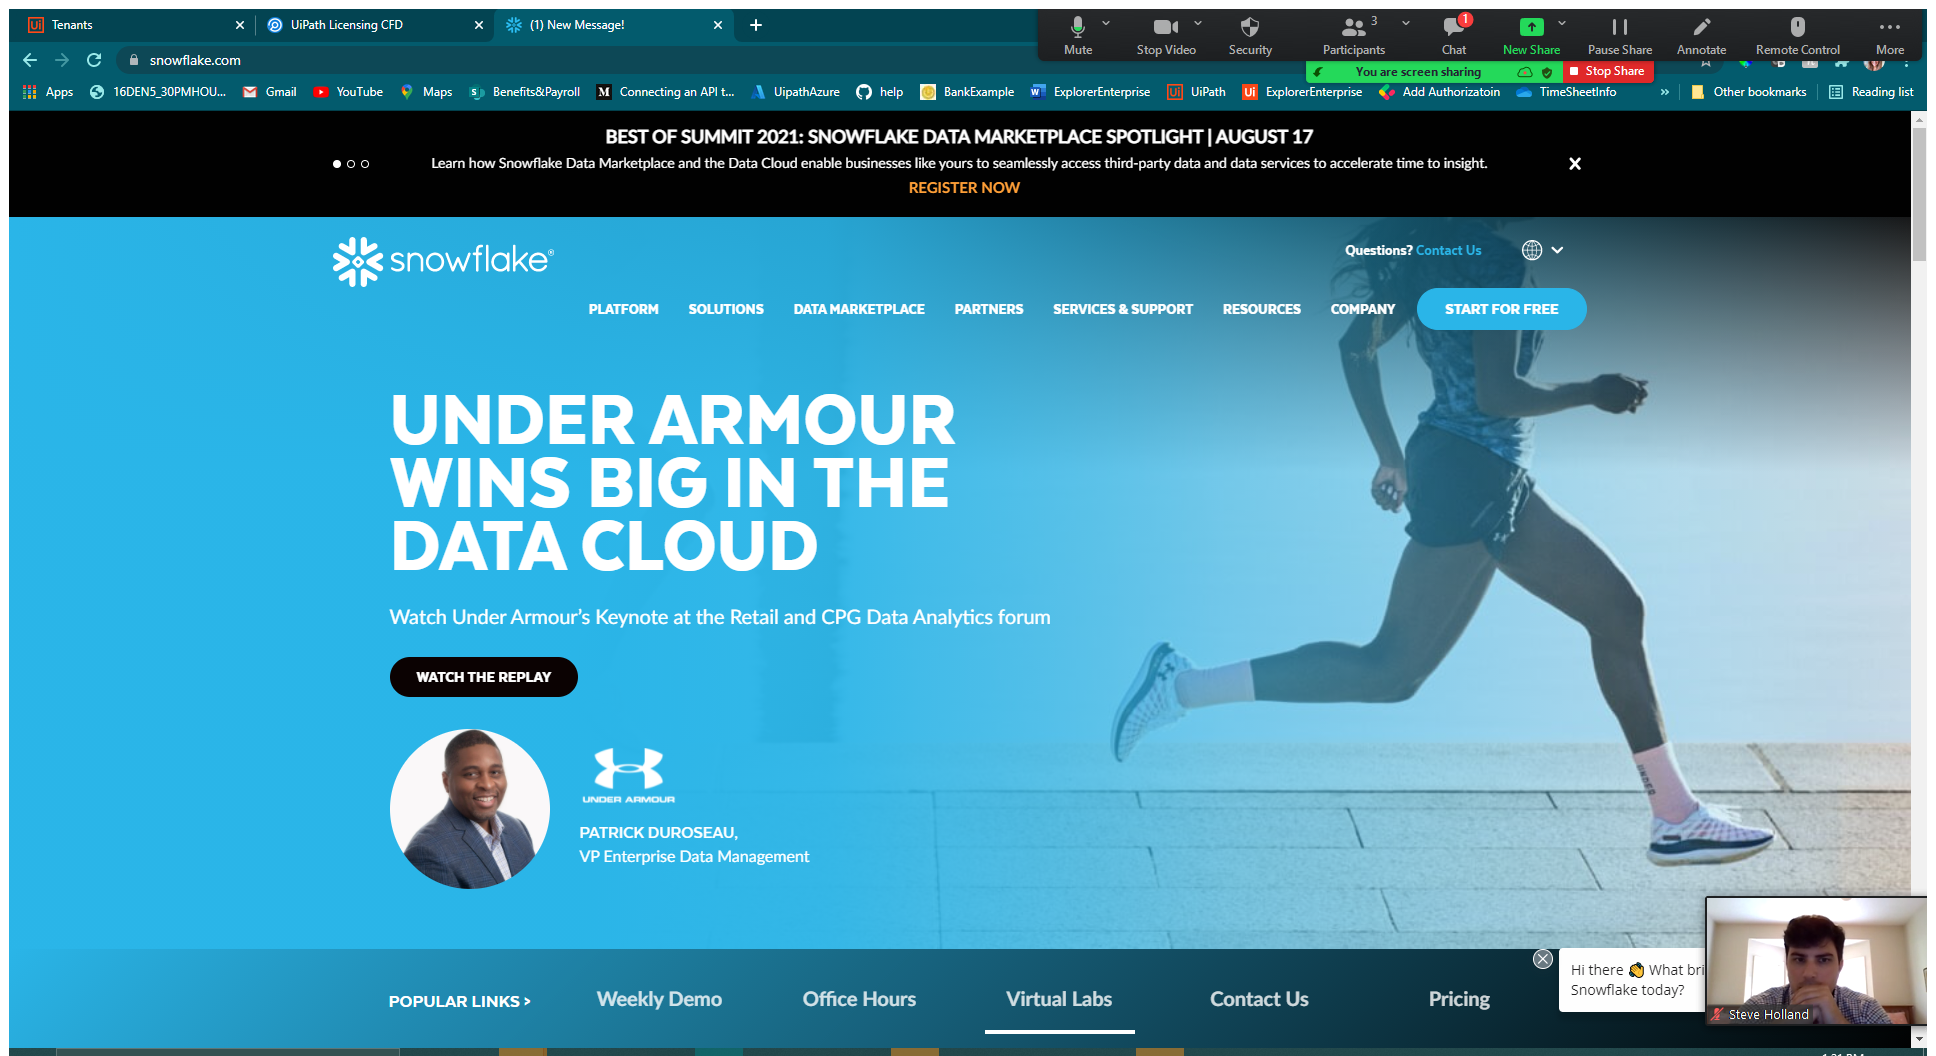 Tenants
UiPath Licensing CFD
(1) New Message!
Mute
Stop Video
Security
3
Participants
1
Chat
New Share
Pause Share
Annotate
Remote Control
More
snowflake.com
You are screen sharing
Stop Share
Apps
16DEN5_30PMHOU...
Gmail
YouTube
Maps
Benefits&Payroll
Connecting an API t...
UipathAzure
help
BankExample
ExplorerEnterprise
UiPath
ExplorerEnterprise
Add Authorizatoin
TimeSheetInfo
»
Other bookmarks
Reading list
BEST OF SUMMIT 2021: SNOWFLAKE DATA MARKETPLACE SPOTLIGHT | AUGUST 17
Learn how Snowflake Data Marketplace and the Data Cloud enable businesses like yours to seamlessly access third-party data and data services to accelerate time to insight.
REGISTER NOW
snowflake®
Questions? Contact Us
PLATFORM
SOLUTIONS
DATA MARKETPLACE
PARTNERS
SERVICES & SUPPORT
RESOURCES
COMPANY
START FOR FREE
UNDER ARMOUR
WINS BIG IN THE
DATA CLOUD
Watch Under Armour's Keynote at the Retail and CPG Data Analytics forum
WATCH THE REPLAY
UNDER ARMOUR
PATRICK DUROSEAU,
VP Enterprise Data Management
UNDER
POPULAR LINKS >
Weekly Demo
Office Hours
Virtual Labs
Contact Us
Pricing
Hi there 👋 What bri
Snowflake today?
Steve Holland